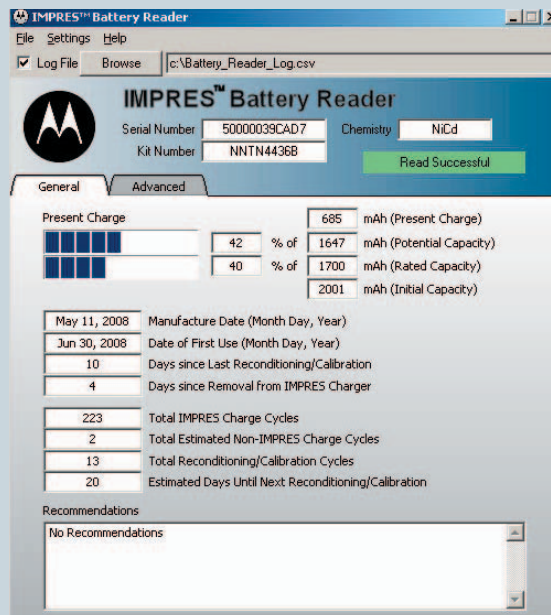 IMPRES™ Battery Reader
File Settings Help
Log File Browse c:\Battery_Reader_Log.csv
IMPRES™ Battery Reader
Serial Number 50000039CAD7 Chemistry NiCd
Kit Number NNTN4436B
Read Successful
General Advanced
Present Charge
685 mAh (Present Charge)
42 % of 1647 mAh (Potential Capacity)
40 % of 1700 mAh (Rated Capacity)
2001 mAh (Initial Capacity)
May 11, 2008 Manufacture Date (Month Day, Year)
Jun 30, 2008 Date of First Use (Month Day, Year)
10 Days since Last Reconditioning/Calibration
4 Days since Removal from IMPRES Charger
223 Total IMPRES Charge Cycles
2 Total Estimated Non-IMPRES Charge Cycles
13 Total Reconditioning/Calibration Cycles
20 Estimated Days Until Next Reconditioning/Calibration
Recommendations
No Recommendations